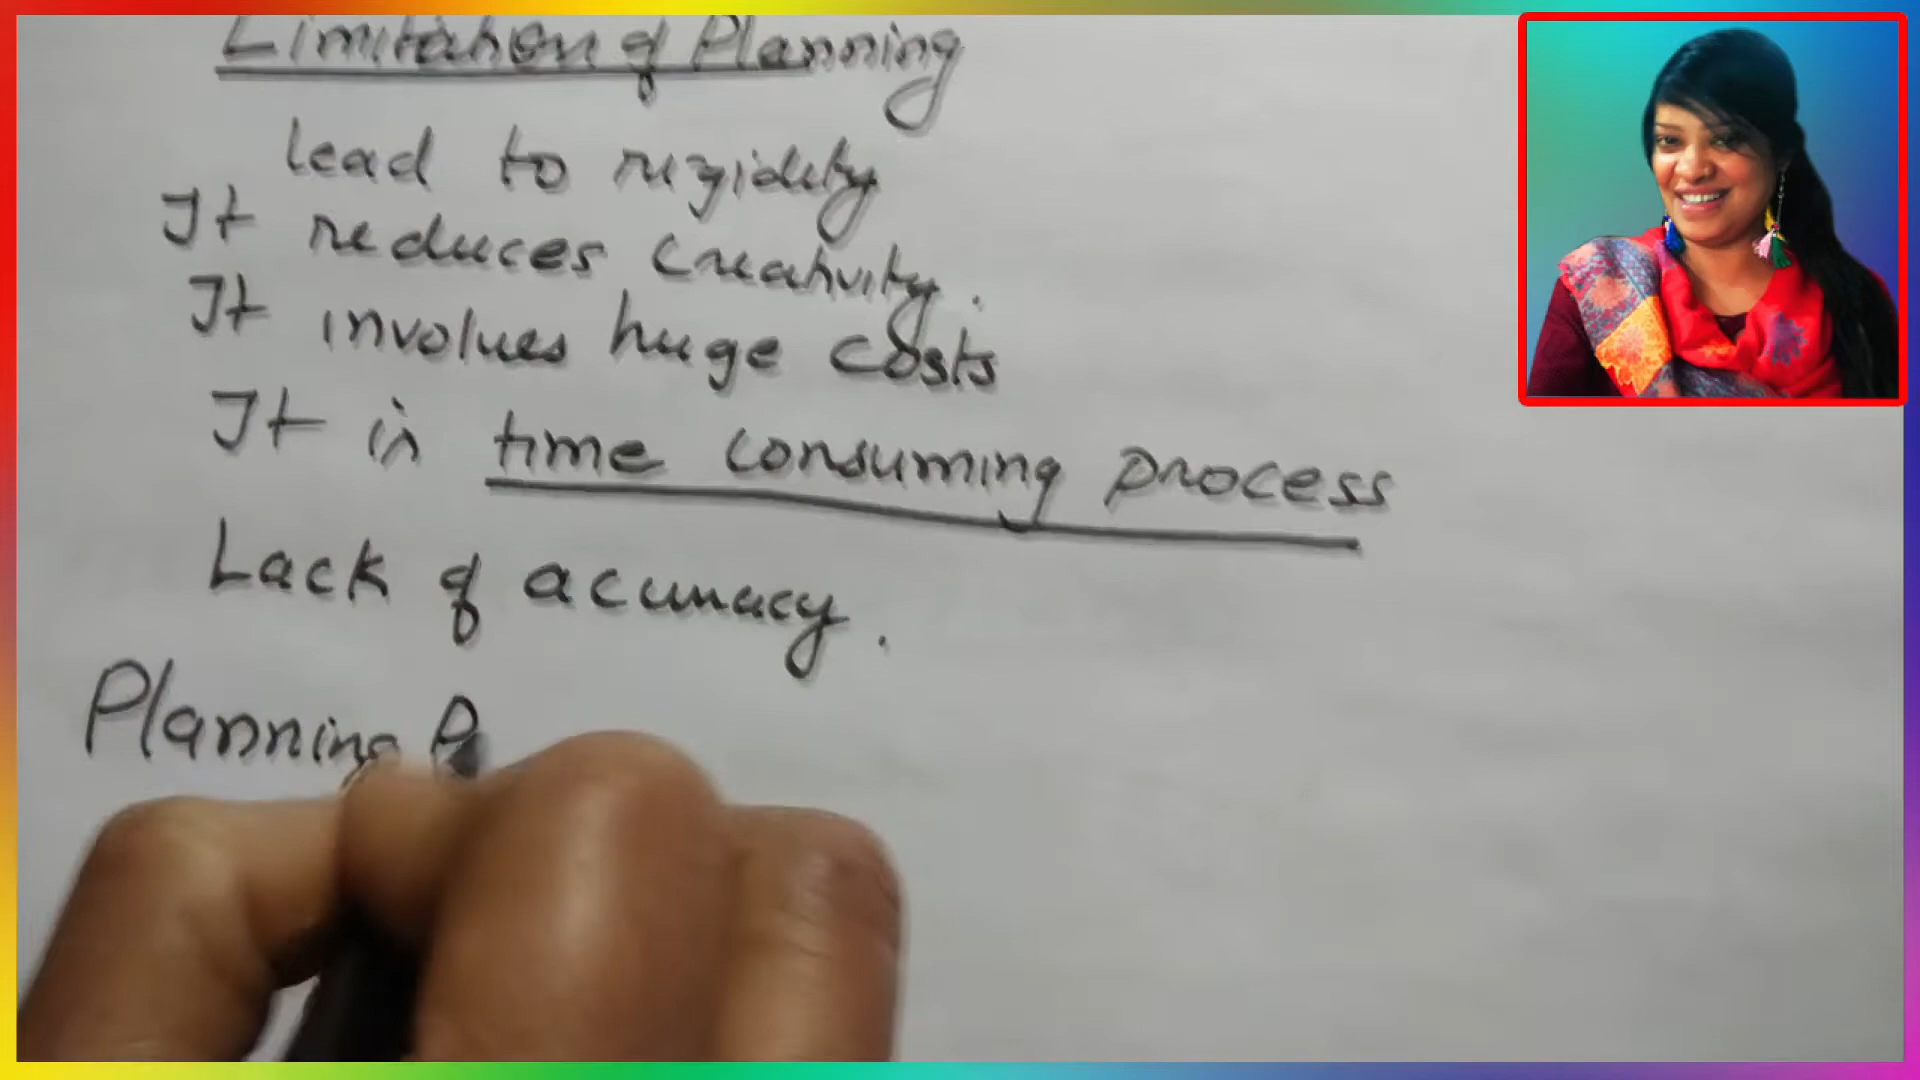 Limitation of Planning
lead to rigidity
It reduces creativity.
It involves huge costs
It is time consuming process
Lack of accuracy.
Planning P